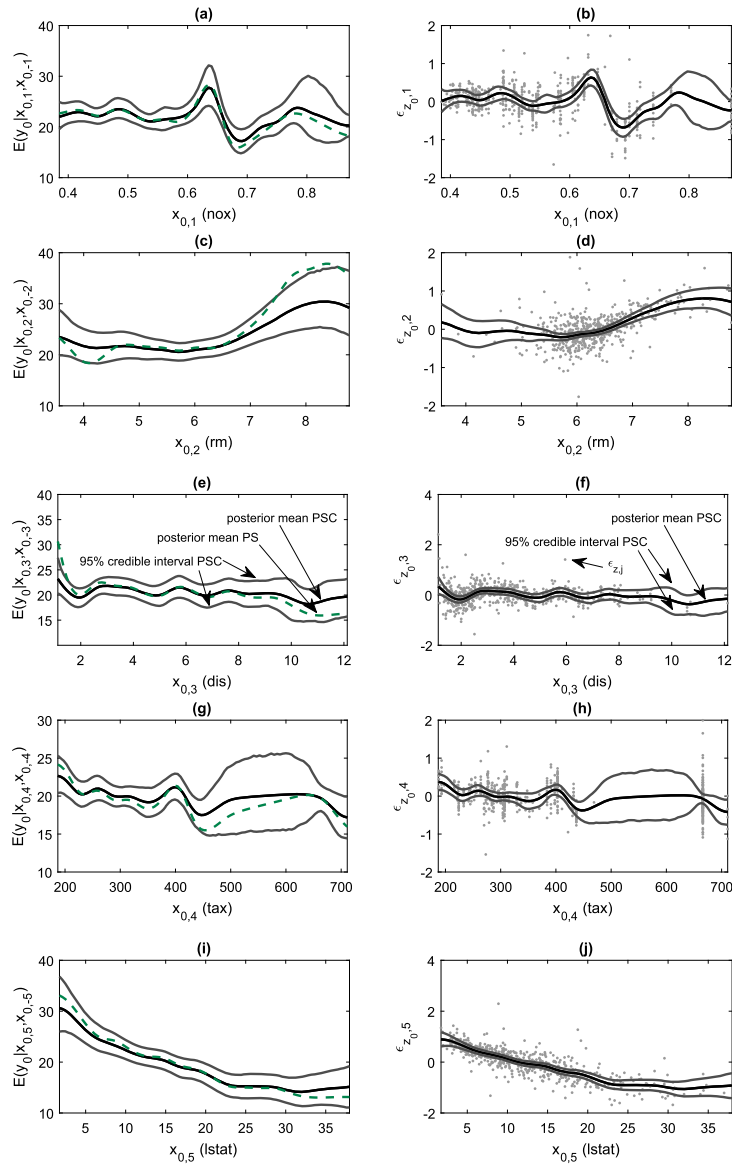 (a)
40
30
20
10
0.4 0.5 0.6 0.7 0.8
E(y0|x0,1,x0,-1)
x0,1 (nox)
(b)
2
1
0
-1
-2
0.4 0.5 0.6 0.7 0.8
ϵz0,1
x0,1 (nox)
(c)
40
30
20
10
4 5 6 7 8
E(y0|x0,2,x0,-2)
x0,2 (rm)
(d)
2
1
0
-1
-2
4 5 6 7 8
ϵz0,2
x0,2 (rm)
(e)
40
35
30
25
20
15
2 4 6 8 10 12
E(y0|x0,3,x0,-3)
posterior mean PSC
posterior mean PS
95% credible interval PSC
x0,3 (dis)
(f)
4
2
0
-2
2 4 6 8 10 12
ϵz0,3
posterior mean PSC
95% credible interval PSC
ϵz,j
x0,3 (dis)
(g)
30
25
20
15
10
200 300 400 500 600 700
E(y0|x0,4,x0,-4)
x0,4 (tax)
(h)
2
1
0
-1
-2
200 300 400 500 600 700
ϵz0,4
x0,4 (tax)
(i)
40
30
20
10
5 10 15 20 25 30 35
E(y0|x0,5,x0,-5)
x0,5 (lstat)
(j)
4
2
0
-2
5 10 15 20 25 30 35
ϵz0,5
x0,5 (lstat)